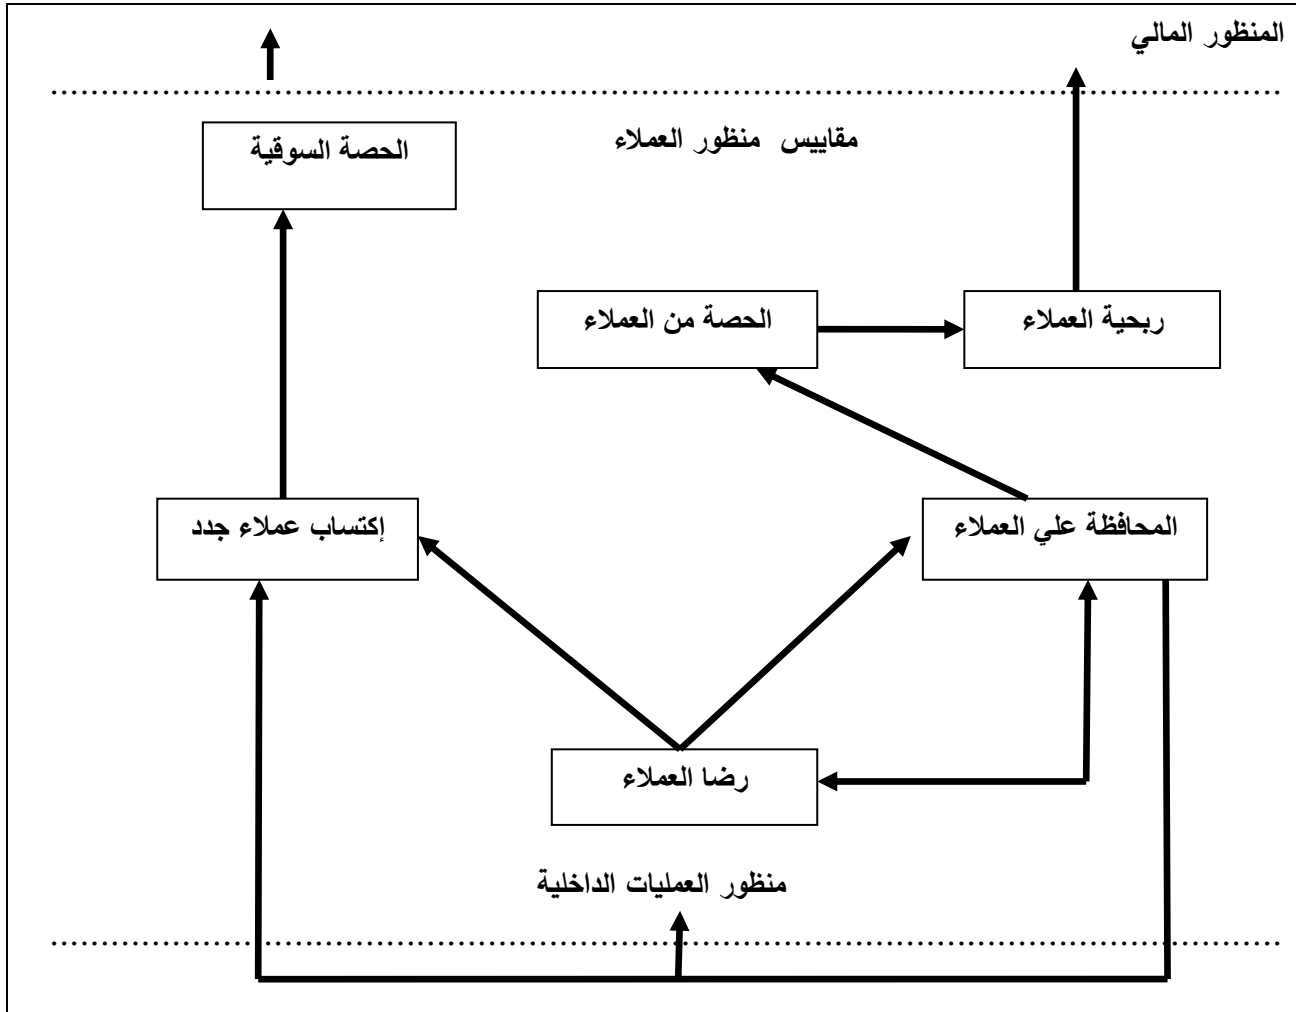 المنظور المالي
مقاييس منظور العملاء
الحصة السوقية
ربحية العملاء
الحصة من العملاء
المحافظة علي العملاء
إكتساب عملاء جدد
رضا العملاء
منظور العمليات الداخلية